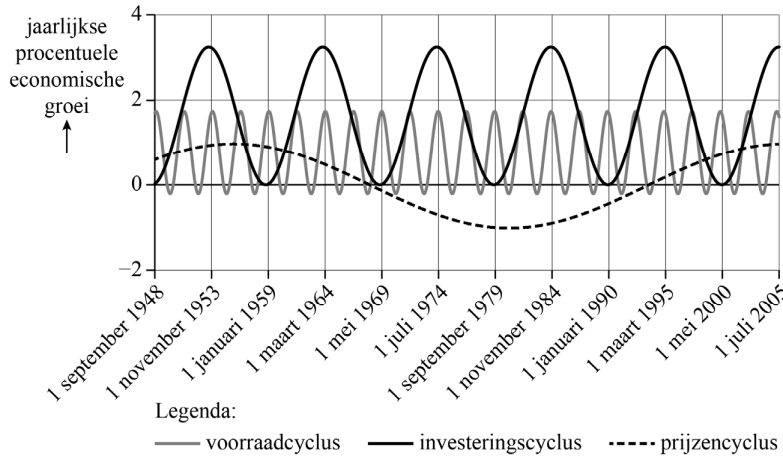 jaarlijkse
procentuele
economische
groei
4
2
0
−2
1 september 1948
1 november 1953
1 januari 1959
1 maart 1964
1 mei 1969
1 juli 1974
1 september 1979
1 november 1984
1 januari 1990
1 maart 1995
1 mei 2000
1 juli 2005
Legenda:
voorraadcyclus investeringscyclus prijzencyclus